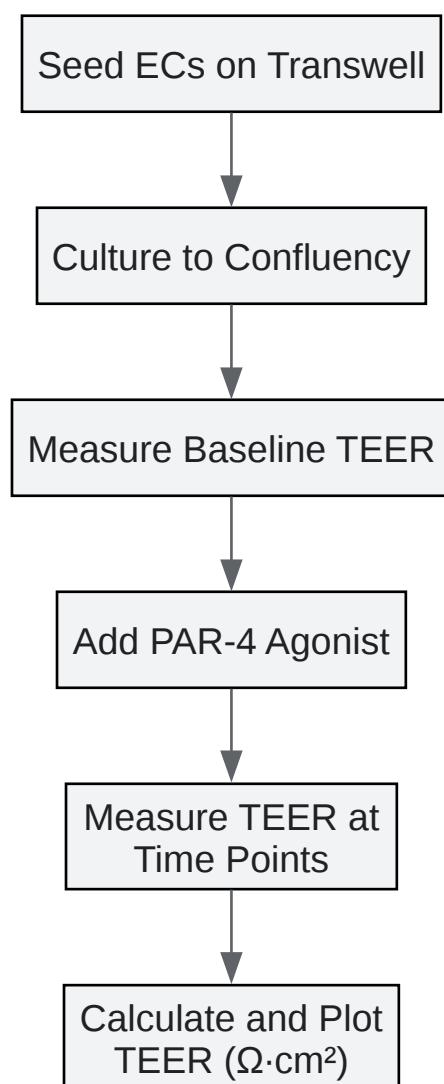 Seed ECs on Transwell
Culture to Confluency
Measure Baseline TEER
Add PAR-4 Agonist
Measure TEER at
Time Points
Calculate and Plot
TEER (Ω·cm²)